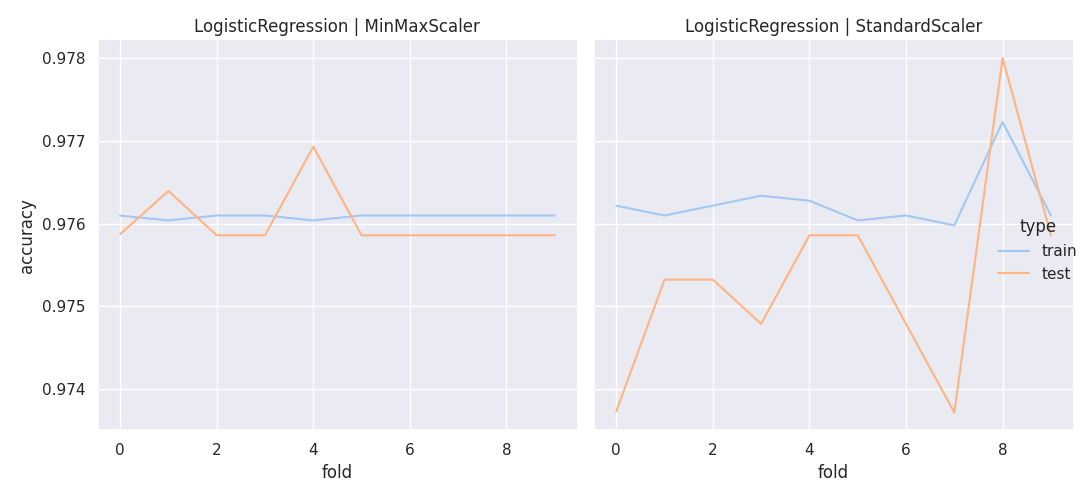 LogisticRegression | MinMaxScaler
LogisticRegression | StandardScaler
0.978
0.977
0.976
0.975
0.974
accuracy
0 2 4 6 8
0 2 4 6 8
fold
fold
type
train
test